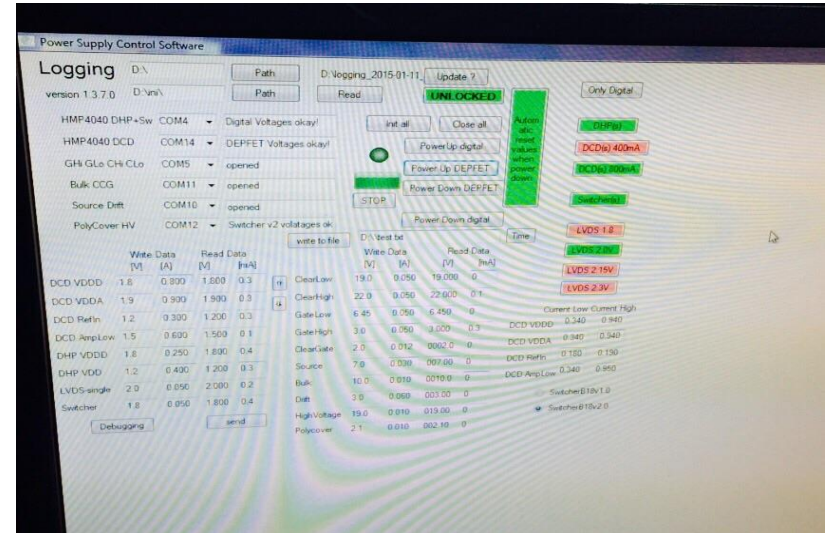 Power Supply Control Software
Logging D:\ Path D:\logging_2015-01-11_ Update ?
version 1.3.7.0 D:\ini\ Path Read UNLOCKED Only Digital
HMP4040 DHP+Sw COM4 Digital Voltages okay! Init all Close all DHP(s)
HMP4040 DCD COM14 DEPFET Voltages okay! PowerUp digital DCD(s) 400mA
GHi GLo CHi CLo COM5 opened Power Up DEPFET DCD(s) 800mA
Automatic reset values when power down.
Bulk CCG COM11 opened Power Down DEPFET
Source Drift COM10 opened STOP Switcher(s)
PolyCover HV COM12 Switcher v2 volatages ok Power Down digital
write to file D:\test.txt Time LVDS 1.8
Write Data Read Data Write Data Read Data LVDS 2.0V
[V] [A] [V] [mA] [V] [A] [V] [mA]
LVDS 2.15V
LVDS 2.3V
DCD VDDD 1.8 0.800 1.800 0.3 ClearLow 19.0 0.050 19.000 0
DCD VDDA 1.9 0.900 1.900 0.3 ClearHigh 22.0 0.050 22.000 0.1 Current Low Current High
DCD RefIn 1.2 0.300 1.200 0.3 GateLow 6.45 0.050 6.450 0 DCD VDDD 0.340 0.940
DCD AmpLow 1.5 0.600 1.500 0.1 GateHigh 3.0 0.050 3.000 0.3 DCD VDDA 0.340 0.940
DHP VDDD 1.8 0.250 1.800 0.4 ClearGate 2.0 0.012 0002.0 0 DCD RefIn 0.180 0.190
DHP VDD 1.2 0.400 1.200 0.3 Source 7.0 0.030 007.00 0 DCD AmpLow 0.340 0.960
LVDS-single 2.0 0.050 2.000 0.2 Bulk 10.0 0.010 0010.0 0 SwitcherB18V1.0
Switcher 1.8 0.050 1.800 0.4 Drift 3.0 0.060 003.00 0 SwitcherB18v2.0
Debugging send HighVoltage 19.0 0.010 019.00 0
Polycover 2.1 0.010 002.10 0